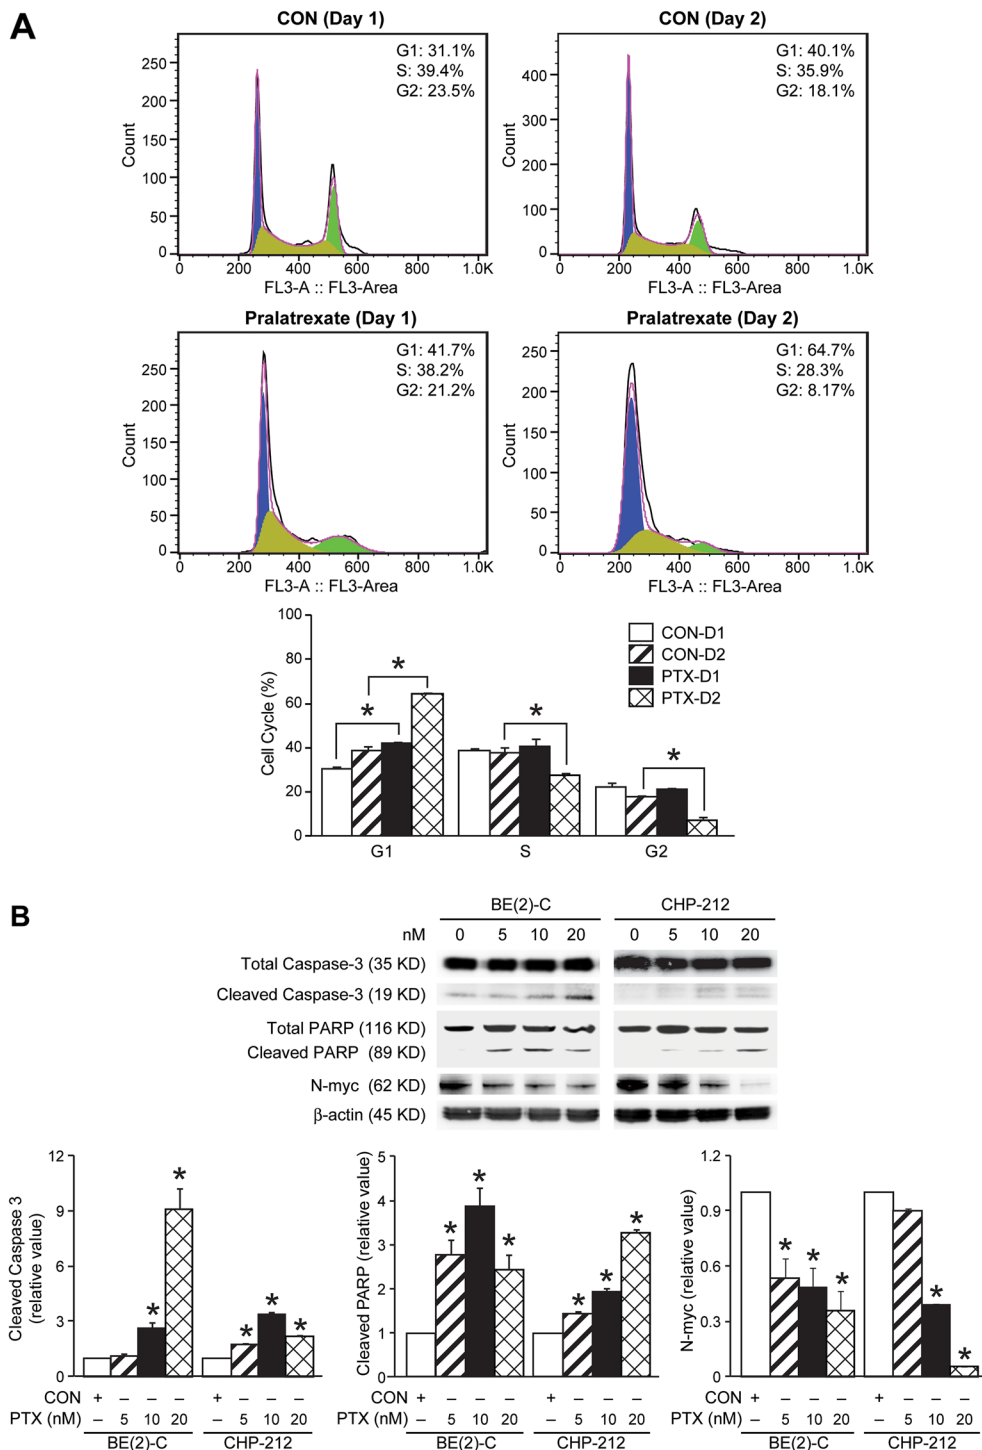 A
CON (Day 1)
G1: 31.1%
S: 39.4%
G2: 23.5%
Count
250
200
150
100
50
0
0 200 400 600 800 1.0K
FL3-A :: FL3-Area
CON (Day 2)
G1: 40.1%
S: 35.9%
G2: 18.1%
Count
400
300
200
100
0
0 200 400 600 800 1.0K
FL3-A :: FL3-Area
Pralatrexate (Day 1)
G1: 41.7%
S: 38.2%
G2: 21.2%
Count
250
200
150
100
50
0
0 200 400 600 800 1.0K
FL3-A :: FL3-Area
Pralatrexate (Day 2)
G1: 64.7%
S: 28.3%
G2: 8.17%
Count
250
200
150
100
50
0
0 200 400 600 800 1.0K
FL3-A :: FL3-Area
Cell Cycle (%)
100
80
60
40
20
0
CON-D1
CON-D2
PTX-D1
PTX-D2
*
*
*
*
G1 S G2
B
BE(2)-C CHP-212
nM 0 5 10 20 0 5 10 20
Total Caspase-3 (35 KD)
Cleaved Caspase-3 (19 KD)
Total PARP (116 KD)
Cleaved PARP (89 KD)
N-myc (62 KD)
β-actin (45 KD)
Cleaved Caspase 3
(relative value)
12
9
6
3
0
* * * * *
CON + – – – + – – –
PTX (nM) – 5 10 20 – 5 10 20
BE(2)-C CHP-212
Cleaved PARP (relative value)
5
4
3
2
1
0
* * * * * *
CON + – – – + – – –
PTX (nM) – 5 10 20 – 5 10 20
BE(2)-C CHP-212
N-myc (relative value)
1.2
0.9
0.6
0.3
0
* * * * *
CON + – – – + – – –
PTX (nM) – 5 10 20 – 5 10 20
BE(2)-C CHP-212